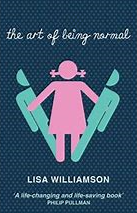 the art of being normal
LISA WILLIAMSON
'A life-changing and life-saving book'
PHILIP PULLMAN